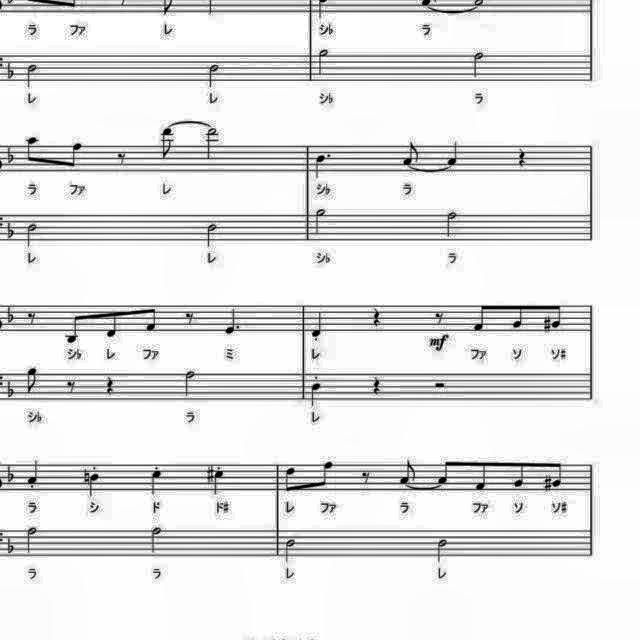 ラ ファ レ シ♭ ラ
レ レ シ♭ ラ
ラ ファ レ シ♭ ラ
レ レ シ♭ ラ
mf
シ♭ レ ファ ミ レ ファ ソ ソ#
シ♭ ラ レ
ラ シ ド ド# レ ファ ラ ファ ソ ソ#
ラ ラ レ レ